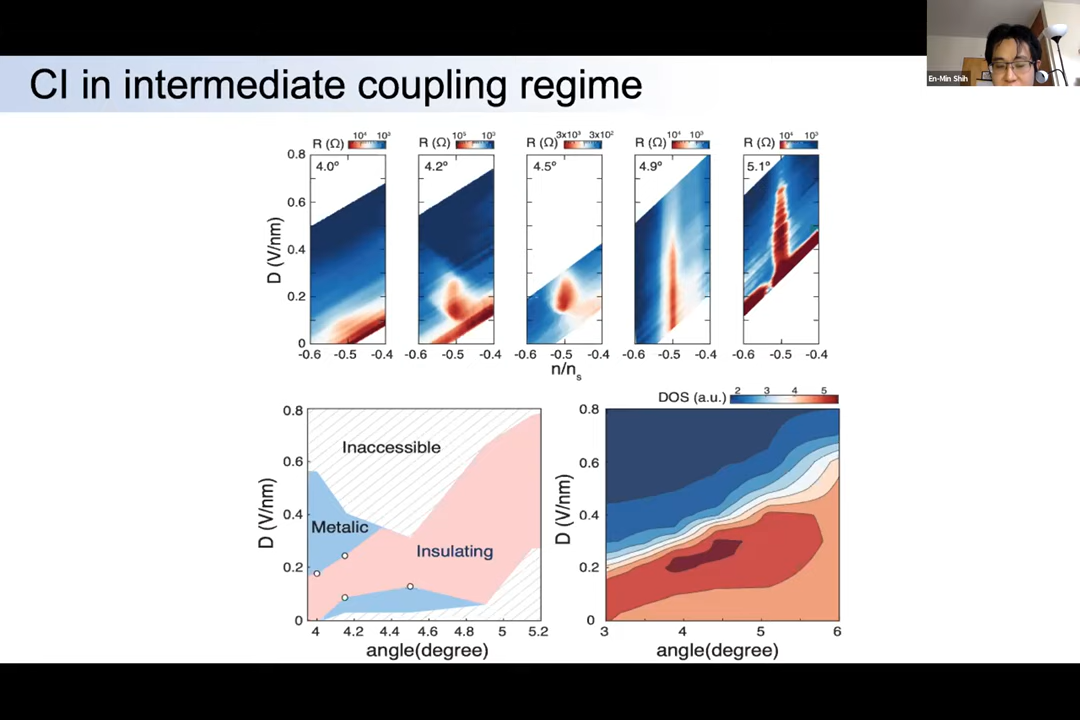 En-Min Shih
CI in intermediate coupling regime
R (Ω) 10⁴ 10³
R (Ω) 10⁵ 10³
R (Ω) 3x10³ 3x10²
R (Ω) 10⁴ 10³
R (Ω) 10⁴ 10³
4.0º
4.2º
4.5º
4.9º
5.1º
D (V/nm)
0.8
0.6
0.4
0.2
0
-0.6 -0.5 -0.4
-0.6 -0.5 -0.4
-0.6 -0.5 -0.4
-0.6 -0.5 -0.4
-0.6 -0.5 -0.4
n/nₛ
D (V/nm)
0.8
0.6
0.4
0.2
0
Inaccessible
Metalic
Insulating
4 4.2 4.4 4.6 4.8 5 5.2
angle(degree)
DOS (a.u.) 2 3 4 5
D (V/nm)
0.8
0.6
0.4
0.2
0
3 4 5 6
angle(degree)